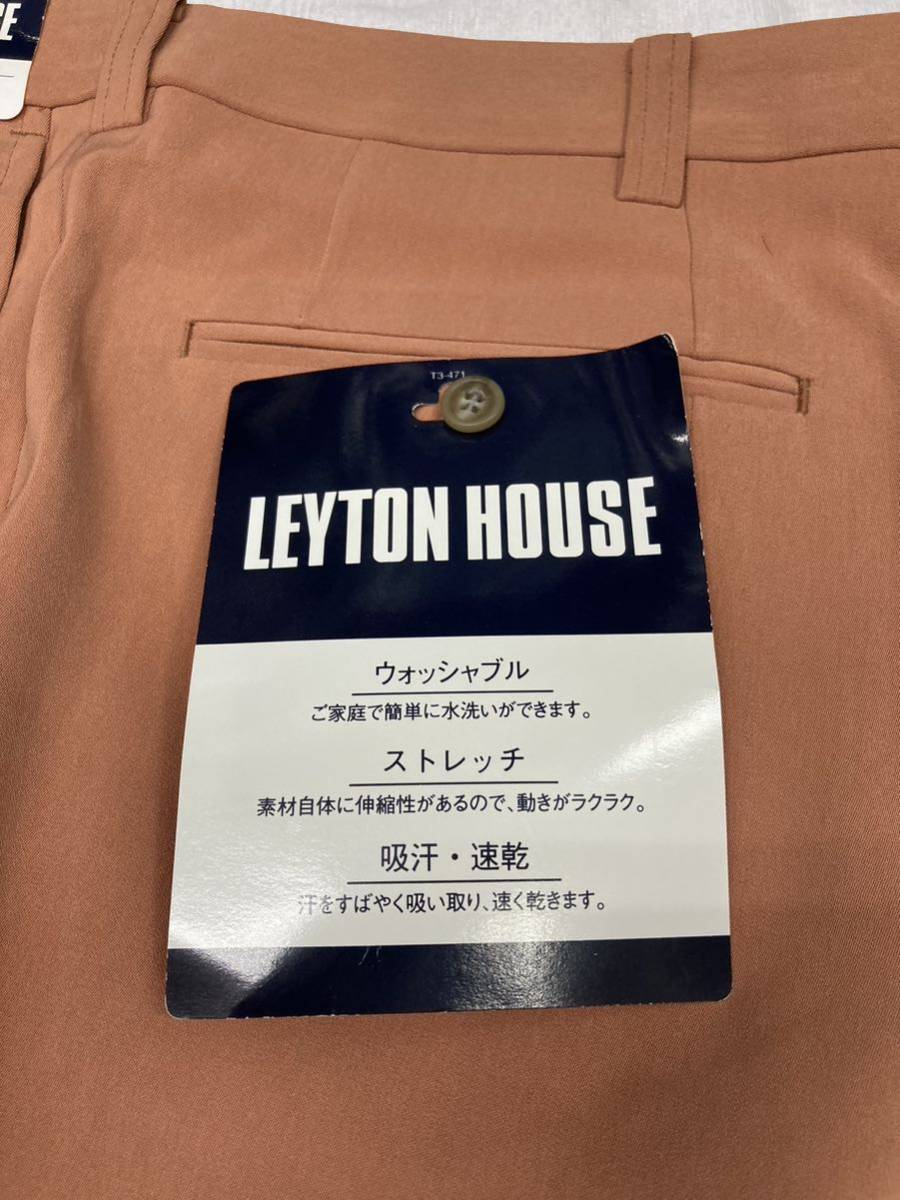 SE
T3-471
LEYTON HOUSE
ウォッシャブル
ご家庭で簡単に水洗いができます。
ストレッチ
素材自体に伸縮性があるので、動きがラクラク。
吸汗・速乾
汗をすばやく吸い取り、速く乾きます。